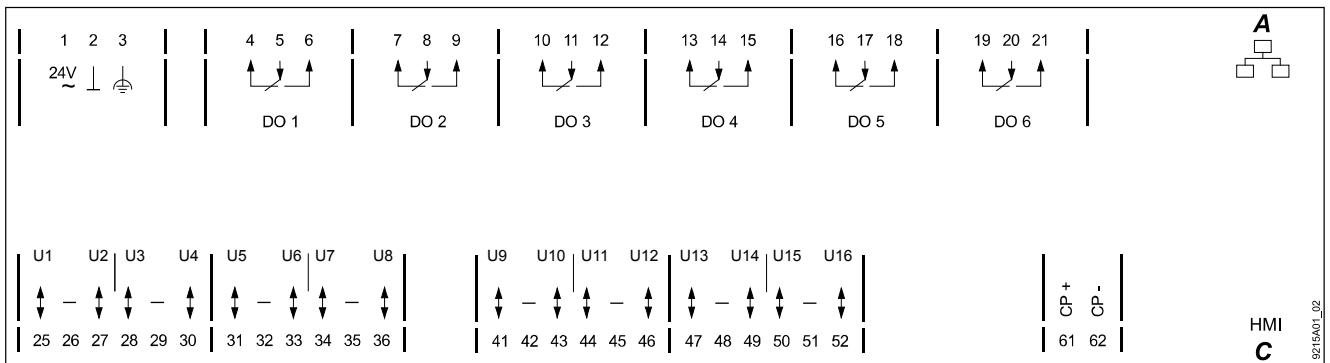 1 2 3 4 5 6 7 8 9 10 11 12 13 14 15 16 17 18 19 20 21 A
24V ~
DO 1 DO 2 DO 3 DO 4 DO 5 DO 6
U1 U2 U3 U4 U5 U6 U7 U8 U9 U10 U11 U12 U13 U14 U15 U16
CP + CP -
25 26 27 28 29 30 31 32 33 34 35 36 41 42 43 44 45 46 47 48 49 50 51 52 61 62
HMI
C
9215A01_02